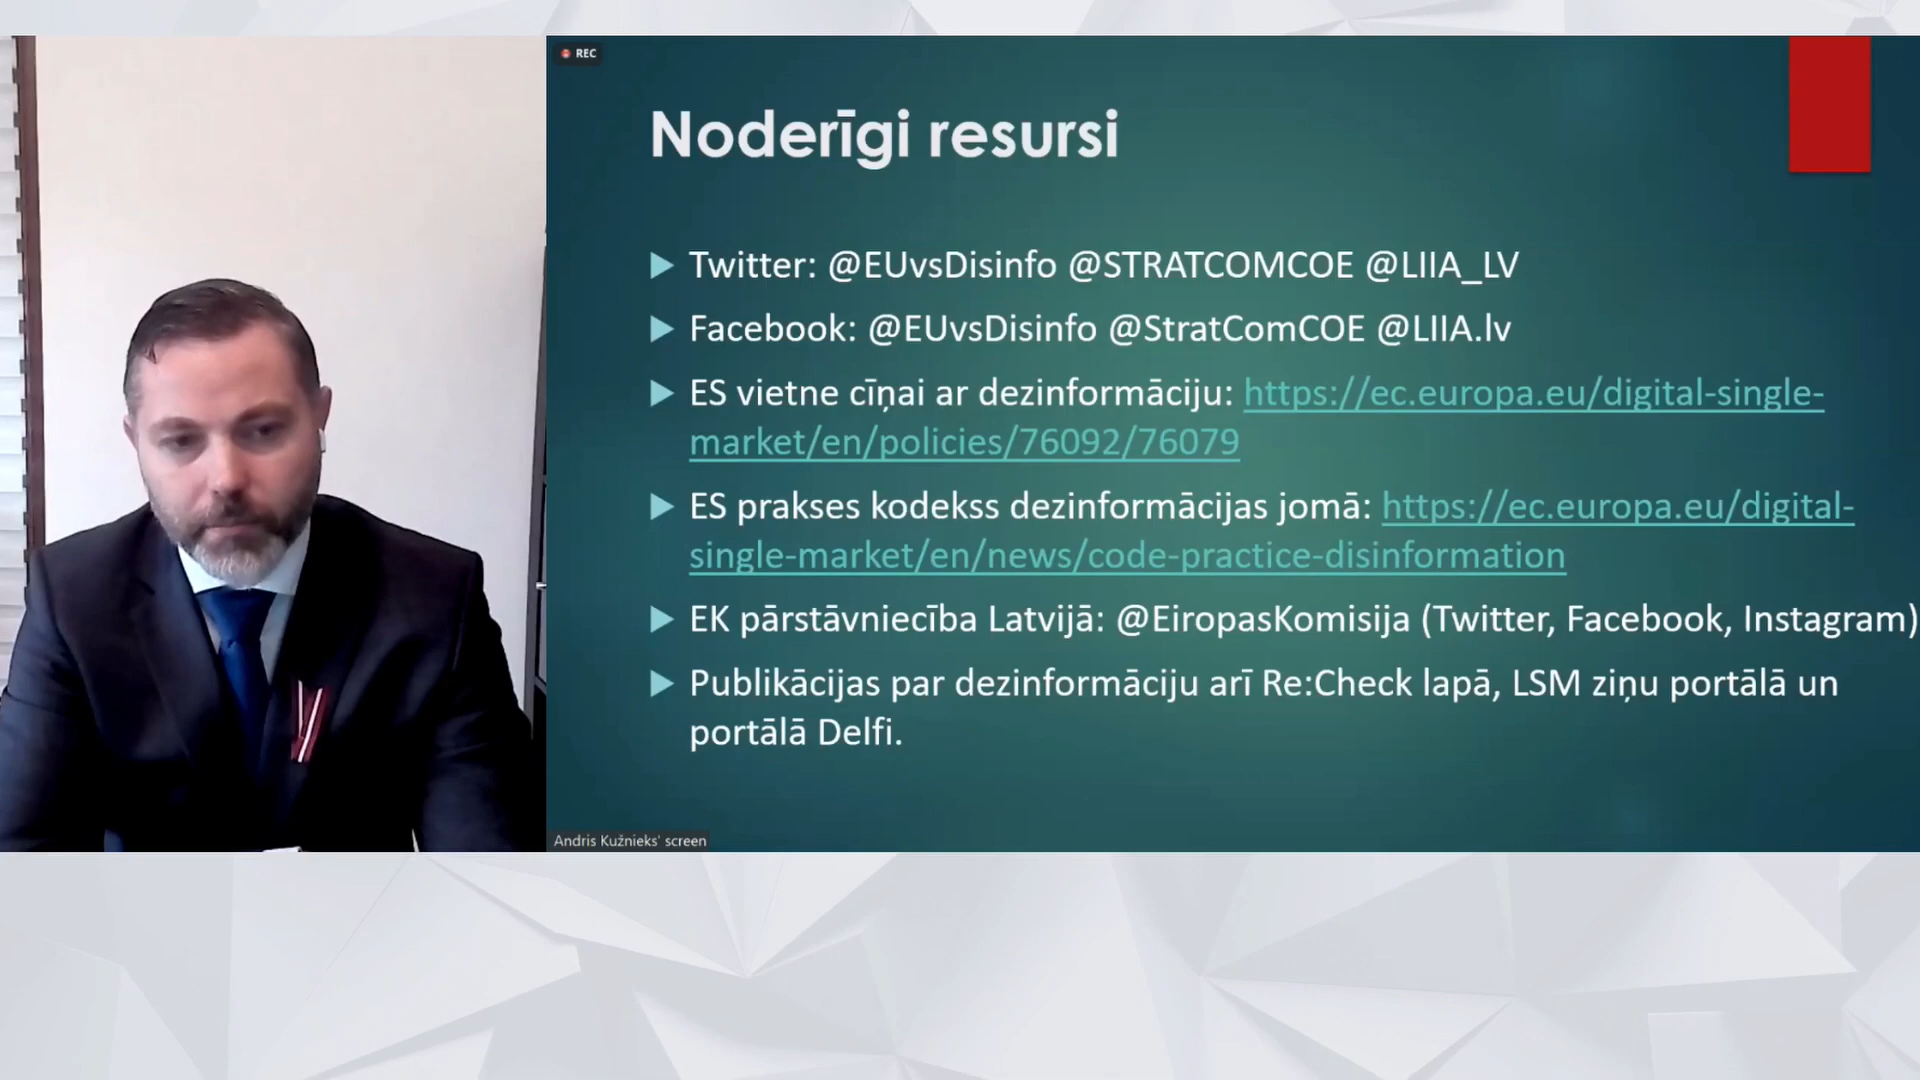 REC
Noderīgi resursi
Twitter: @EUvsDisinfo @STRATCOMCOE @LIIA_LV
Facebook: @EUvsDisinfo @StratComCOE @LIIA.lv
ES vietne cīņai ar dezinformāciju: https://ec.europa.eu/digital-single-
market/en/policies/76092/76079
ES prakses kodekss dezinformācijas jomā: https://ec.europa.eu/digital-
single-market/en/news/code-practice-disinformation
EK pārstāvniecība Latvijā: @EiropasKomisija (Twitter, Facebook, Instagram)
Publikācijas par dezinformāciju arī Re:Check lapā, LSM ziņu portālā un
portālā Delfi.
Andris Kužnieks' screen